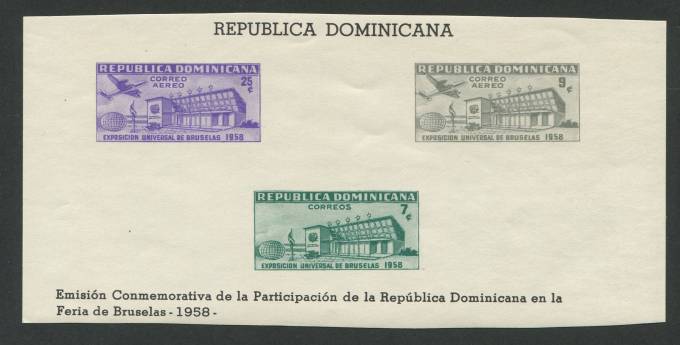 REPUBLICA DOMINICANA
REPUBLICA DOMINICANA
CORREO
AEREO
25
¢
EXPOSICION UNIVERSAL DE BRUSELAS 1958
REPUBLICA DOMINICANA
CORREO
AEREO
9
¢
EXPOSICION UNIVERSAL DE BRUSELAS 1958
REPUBLICA DOMINICANA
CORREOS
7
¢
EXPOSICION UNIVERSAL DE BRUSELAS 1958
Emisión Conmemorativa de la Participación de la República Dominicana en la
Feria de Bruselas - 1958 -